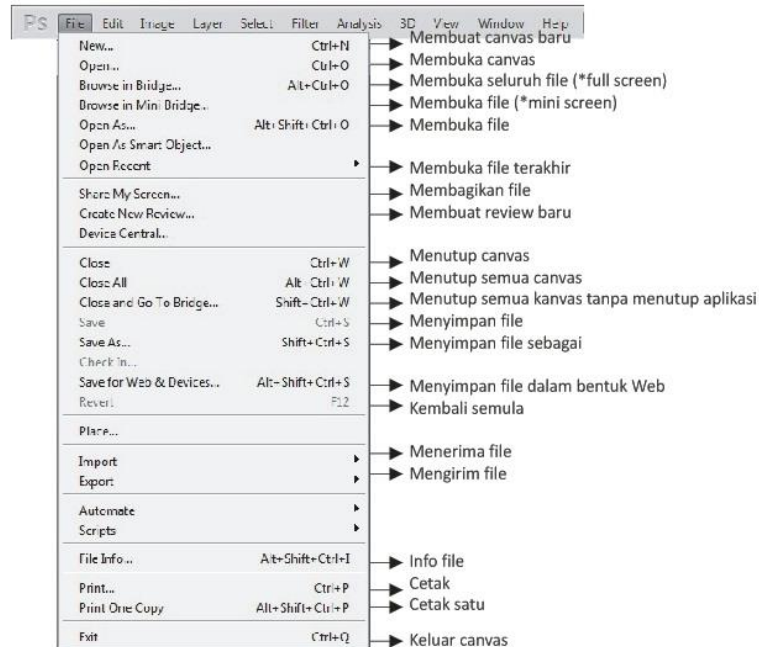 Ps File Edit Image Layer Select Filter Analysis 3D View Window Help
New... Ctrl+N Membuat canvas baru
Open... Ctrl+O Membuka canvas
Browse in Bridge... Alt+Ctrl+O Membuka seluruh file (*full screen)
Browse in Mini Bridge... Membuka file (*mini screen)
Open As... Alt+Shift+Ctrl+O Membuka file
Open As Smart Object...
Open Recent Membuka file terakhir
Share My Screen... Membagikan file
Create New Review... Membuat review baru
Device Central...
Close Ctrl+W Menutup canvas
Close All Alt+Ctrl+W Menutup semua canvas
Close and Go To Bridge... Shift+Ctrl+W Menutup semua kanvas tanpa menutup aplikasi
Save Ctrl+S Menyimpan file
Save As... Shift+Ctrl+S Menyimpan file sebagai
Check In...
Save for Web & Devices... Alt+Shift+Ctrl+S Menyimpan file dalam bentuk Web
Revert F12 Kembali semula
Place...
Import Menerima file
Export Mengirim file
Automate
Scripts
File Info... Alt+Shift+Ctrl+I Info file
Print... Ctrl+P Cetak
Print One Copy Alt+Shift+Ctrl+P Cetak satu
Exit Ctrl+Q Keluar canvas